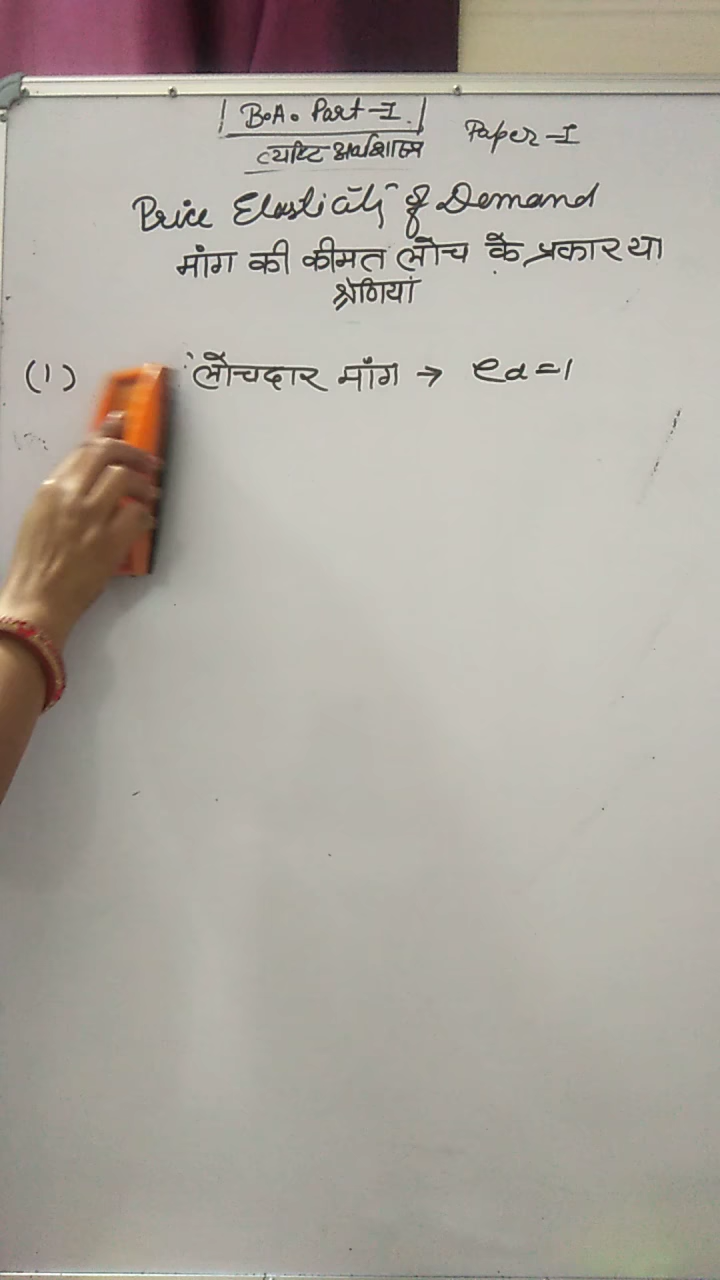 B.A. Part-I. Paper-I
व्यष्टि अर्थशास्त्र
Price Elasticity of Demand
मांग की कीमत लोच के प्रकार या
श्रेणियां
(1) लोचदार मांग → ed=1